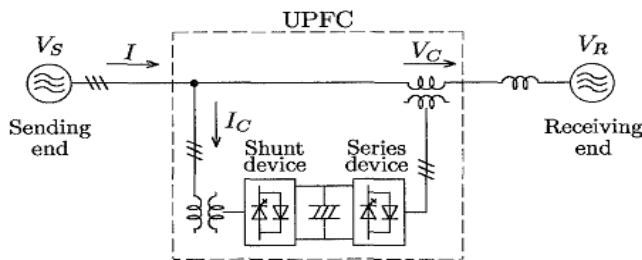 UPFC
V_S
I
V_C
V_R
Sending
end
I_C
Shunt
device
Series
device
Receiving
end